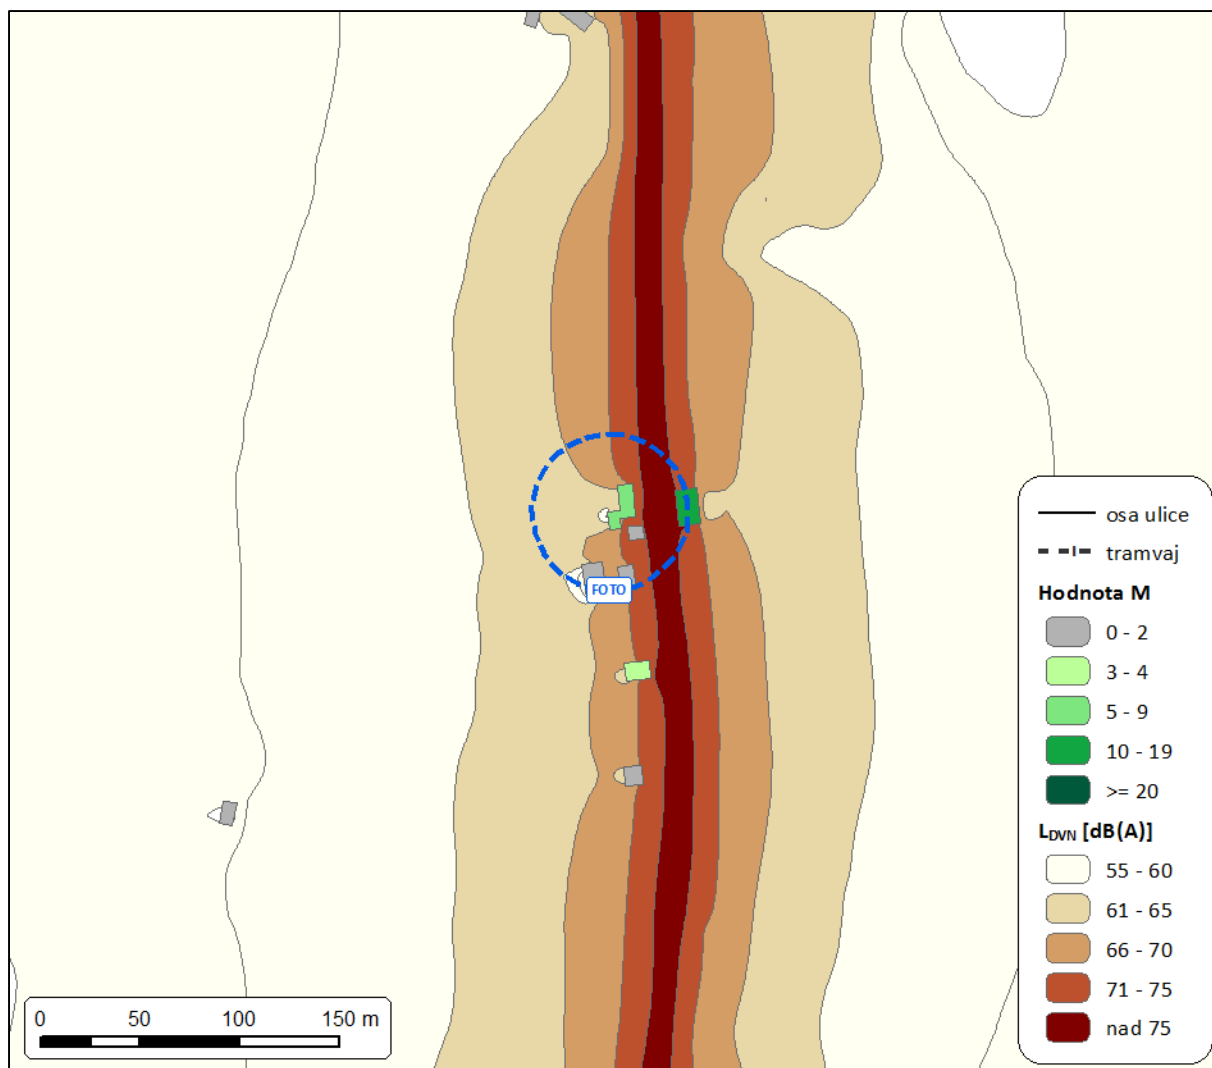 FOTO
osa ulice
tramvaj
Hodnota M
0 - 2
3 - 4
5 - 9
10 - 19
>= 20
LDVN [dB(A)]
55 - 60
61 - 65
66 - 70
71 - 75
nad 75
0 50 100 150 m